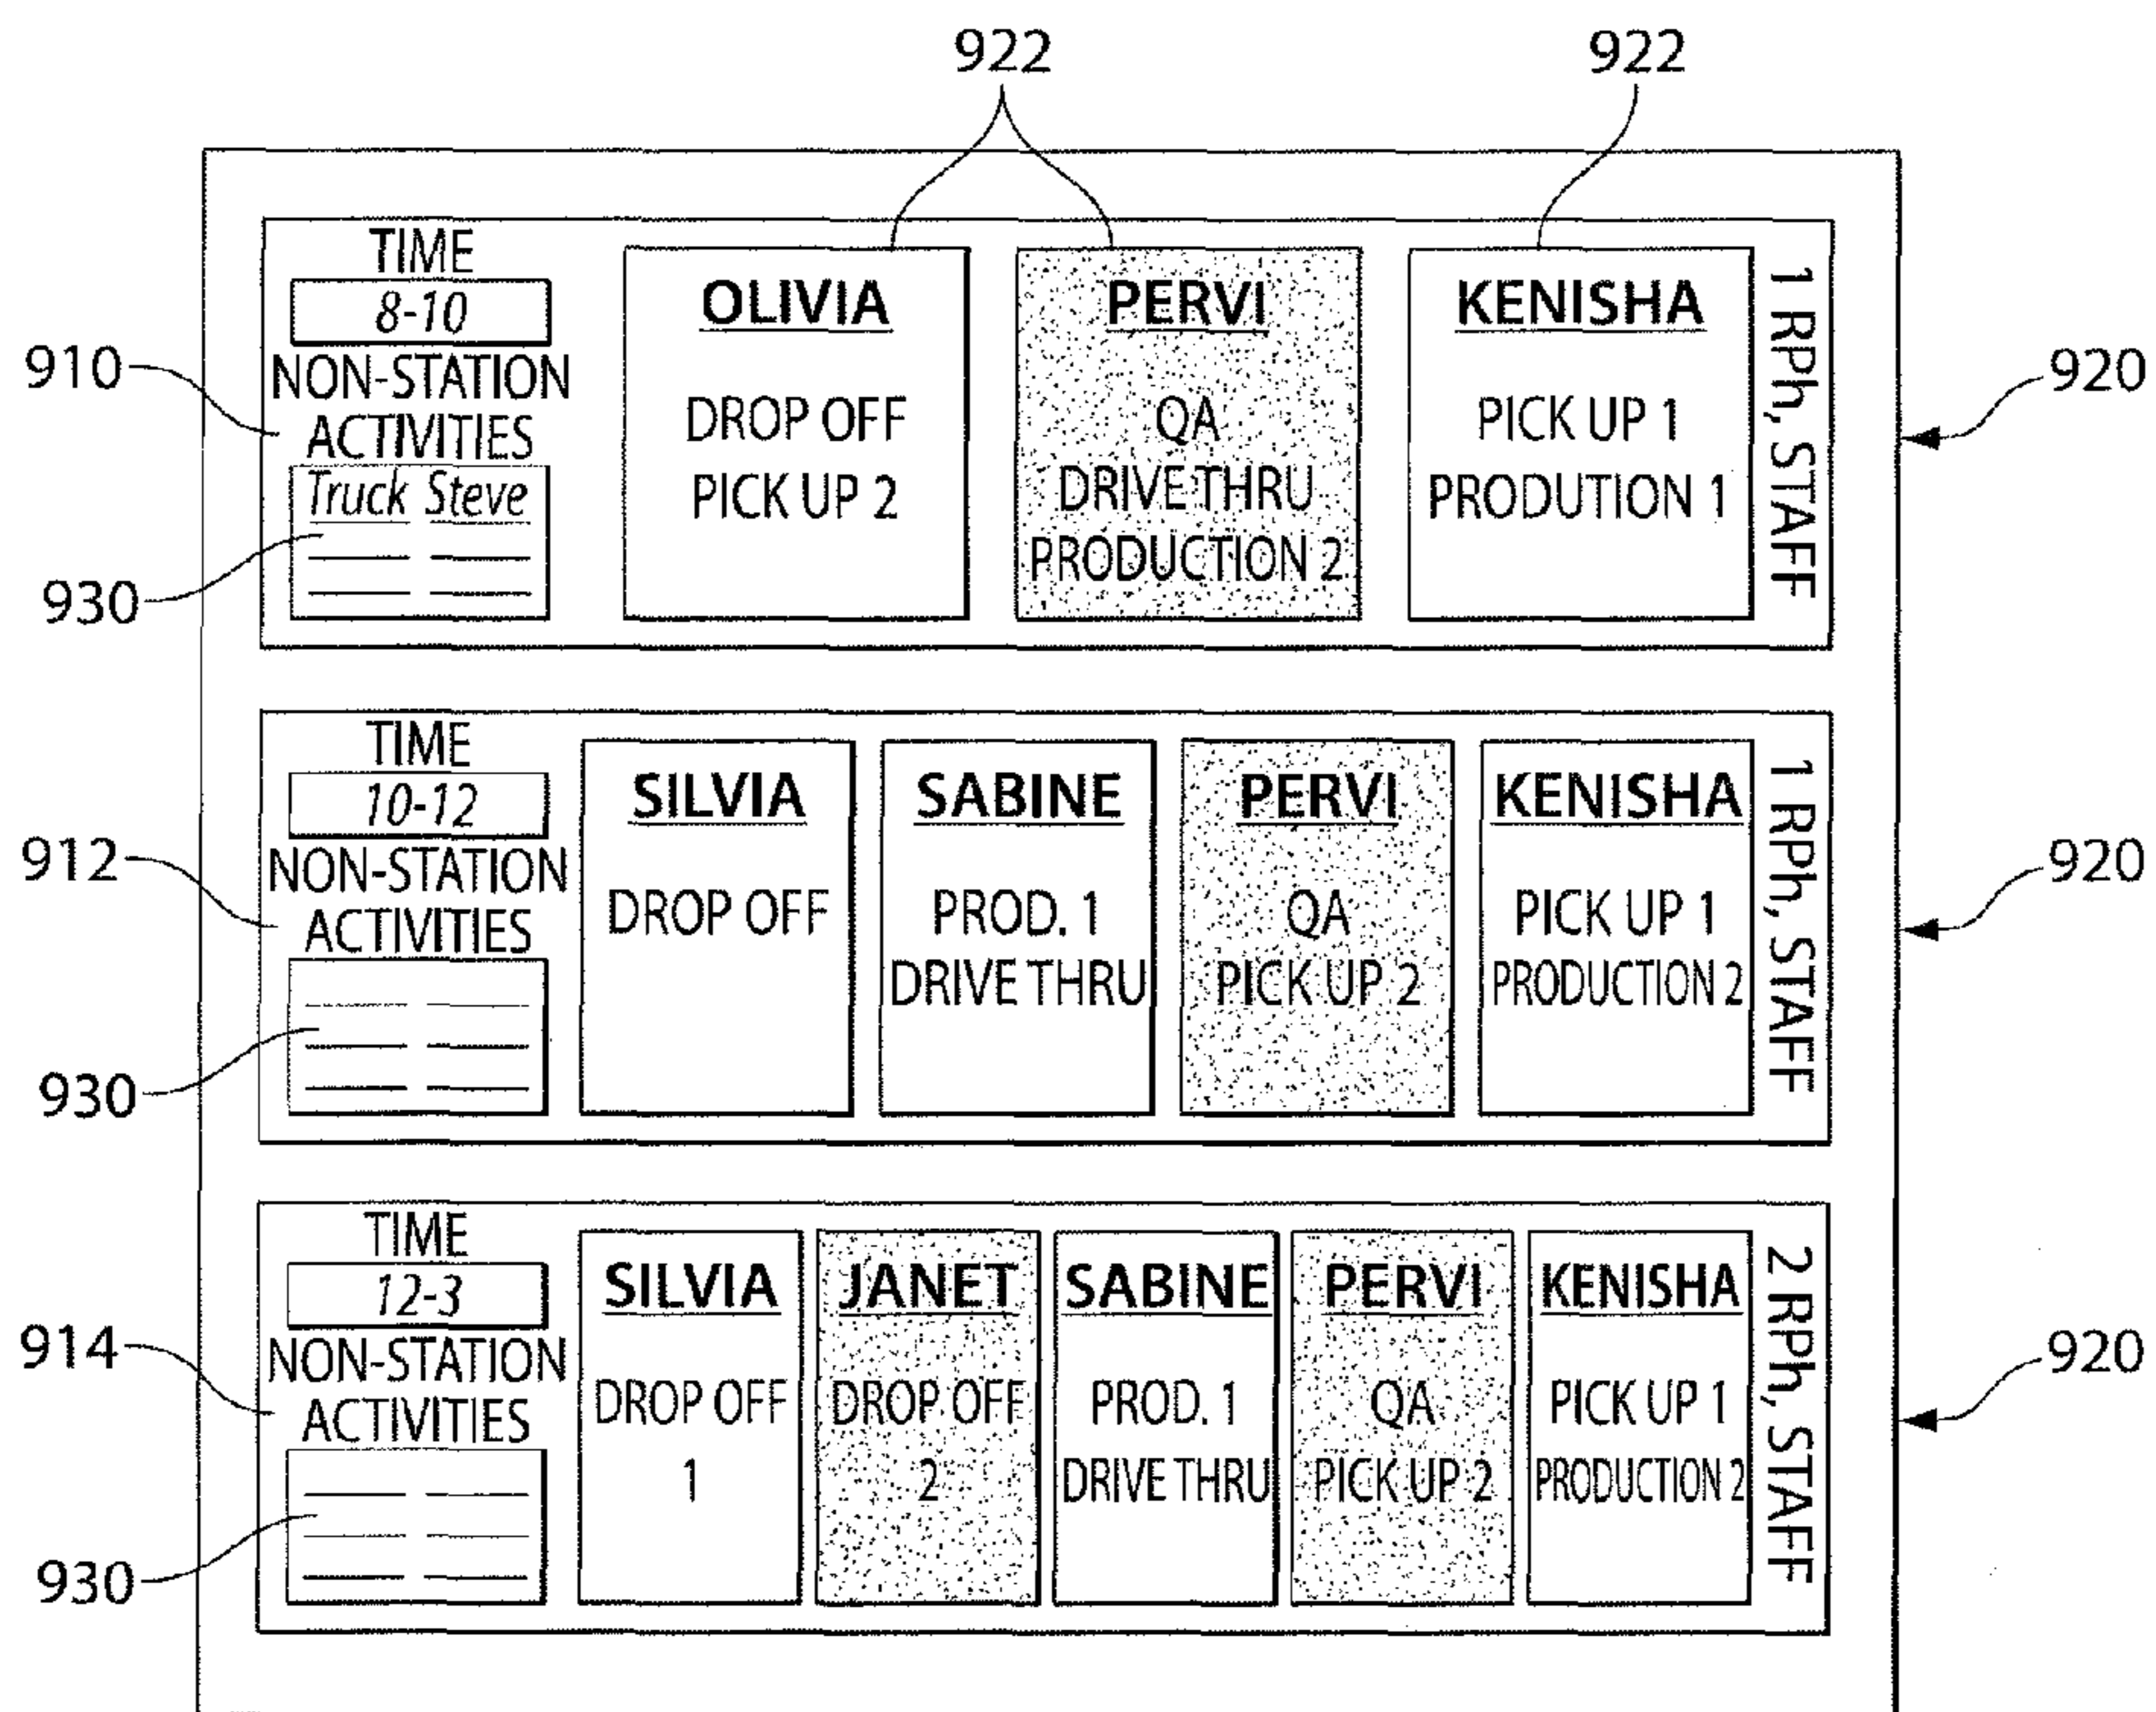 922 922
TIME
8-10
NON-STATION
ACTIVITIES
Truck Steve
910
930
OLIVIA
DROP OFF
PICK UP 2
PERVI
QA
DRIVE THRU
PRODUCTION 2
KENISHA
PICK UP 1
PRODUTION 1
1 RPh, STAFF
920
TIME
10-12
NON-STATION
ACTIVITIES
912
930
SILVIA
DROP OFF
SABINE
PROD. 1
DRIVE THRU
PERVI
QA
PICK UP 2
KENISHA
PICK UP 1
PRODUCTION 2
1 RPh, STAFF
920
TIME
12-3
NON-STATION
ACTIVITIES
914
930
SILVIA
DROP OFF
1
JANET
DROP OFF
2
SABINE
PROD. 1
DRIVE THRU
PERVI
QA
PICK UP 2
KENISHA
PICK UP 1
PRODUCTION 2
2 RPh, STAFF
920